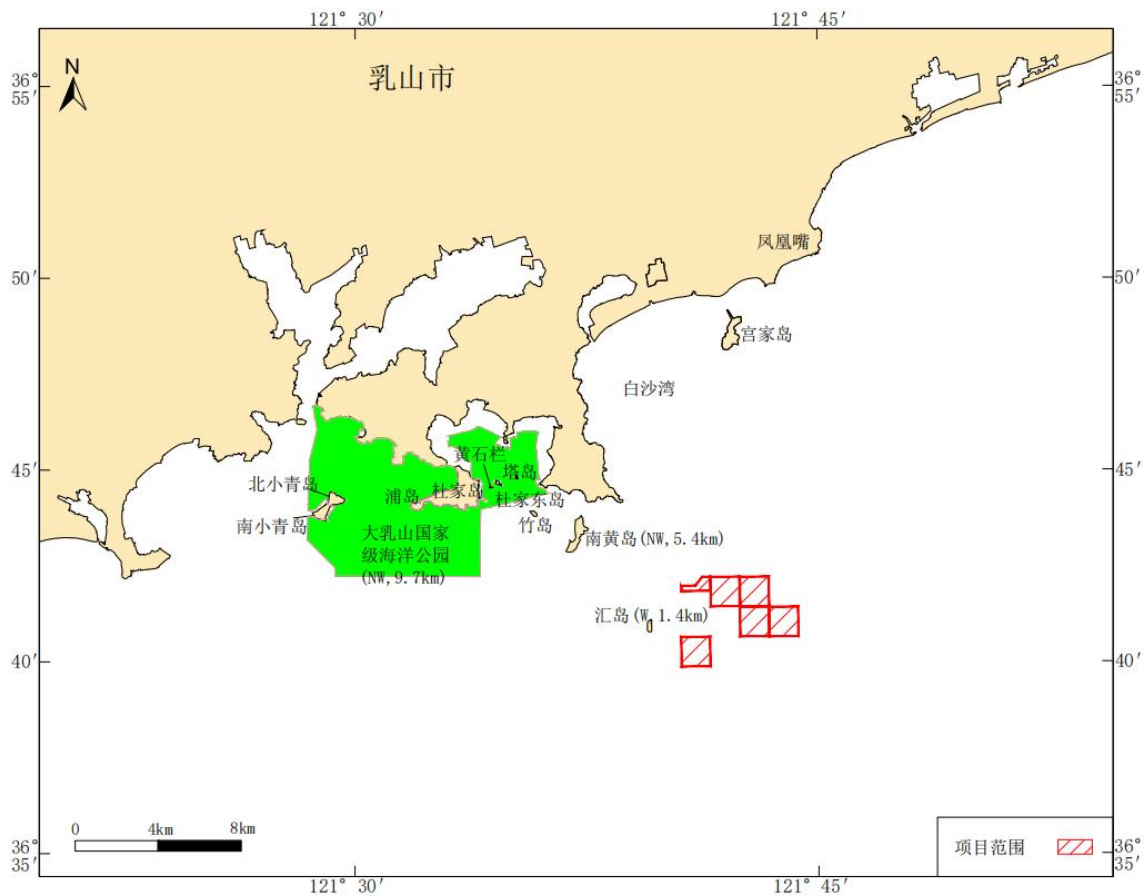 121° 30′
121° 45′
N
乳山市
36°
55′
36°
55′
凤凰嘴
50′
50′
宫家岛
白沙湾
45′
45′
黄石栏
塔岛
北小青岛
浦岛
杜家岛
杜家东岛
南小青岛
竹岛
大乳山国家
级海洋公园
(NW,9.7km)
南黄岛(NW,5.4km)
汇岛(W 1.4km)
40′
40′
0
4km
8km
项目范围
36°
35′
36°
35′
121° 30′
121° 45′